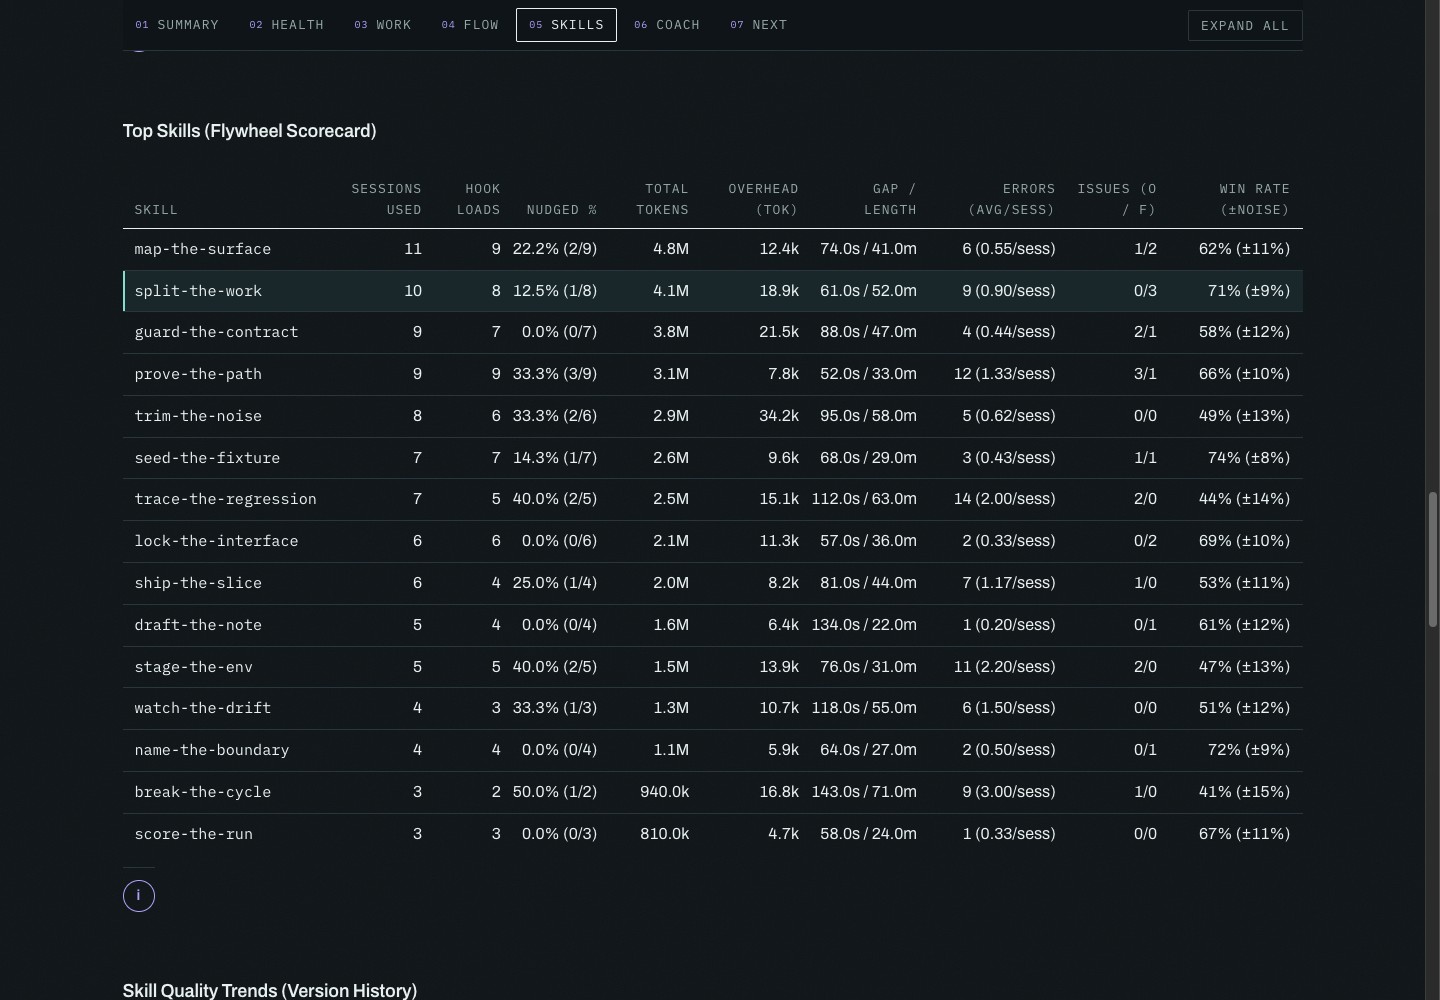 01 SUMMARY 02 HEALTH 03 WORK 04 FLOW 05 SKILLS 06 COACH 07 NEXT EXPAND ALL
Top Skills (Flywheel Scorecard)
SKILL SESSIONS USED HOOK LOADS NUDGED % TOTAL TOKENS OVERHEAD (TOK) GAP / LENGTH ERRORS (AVG/SESS) ISSUES (O / F) WIN RATE (±NOISE)
map-the-surface 11 9 22.2% (2/9) 4.8M 12.4k 74.0s / 41.0m 6 (0.55/sess) 1/2 62% (±11%)
split-the-work 10 8 12.5% (1/8) 4.1M 18.9k 61.0s / 52.0m 9 (0.90/sess) 0/3 71% (±9%)
guard-the-contract 9 7 0.0% (0/7) 3.8M 21.5k 88.0s / 47.0m 4 (0.44/sess) 2/1 58% (±12%)
prove-the-path 9 9 33.3% (3/9) 3.1M 7.8k 52.0s / 33.0m 12 (1.33/sess) 3/1 66% (±10%)
trim-the-noise 8 6 33.3% (2/6) 2.9M 34.2k 95.0s / 58.0m 5 (0.62/sess) 0/0 49% (±13%)
seed-the-fixture 7 7 14.3% (1/7) 2.6M 9.6k 68.0s / 29.0m 3 (0.43/sess) 1/1 74% (±8%)
trace-the-regression 7 5 40.0% (2/5) 2.5M 15.1k 112.0s / 63.0m 14 (2.00/sess) 2/0 44% (±14%)
lock-the-interface 6 6 0.0% (0/6) 2.1M 11.3k 57.0s / 36.0m 2 (0.33/sess) 0/2 69% (±10%)
ship-the-slice 6 4 25.0% (1/4) 2.0M 8.2k 81.0s / 44.0m 7 (1.17/sess) 1/0 53% (±11%)
draft-the-note 5 4 0.0% (0/4) 1.6M 6.4k 134.0s / 22.0m 1 (0.20/sess) 0/1 61% (±12%)
stage-the-env 5 5 40.0% (2/5) 1.5M 13.9k 76.0s / 31.0m 11 (2.20/sess) 2/0 47% (±13%)
watch-the-drift 4 3 33.3% (1/3) 1.3M 10.7k 118.0s / 55.0m 6 (1.50/sess) 0/0 51% (±12%)
name-the-boundary 4 4 0.0% (0/4) 1.1M 5.9k 64.0s / 27.0m 2 (0.50/sess) 0/1 72% (±9%)
break-the-cycle 3 2 50.0% (1/2) 940.0k 16.8k 143.0s / 71.0m 9 (3.00/sess) 1/0 41% (±15%)
score-the-run 3 3 0.0% (0/3) 810.0k 4.7k 58.0s / 24.0m 1 (0.33/sess) 0/0 67% (±11%)
i
Skill Quality Trends (Version History)